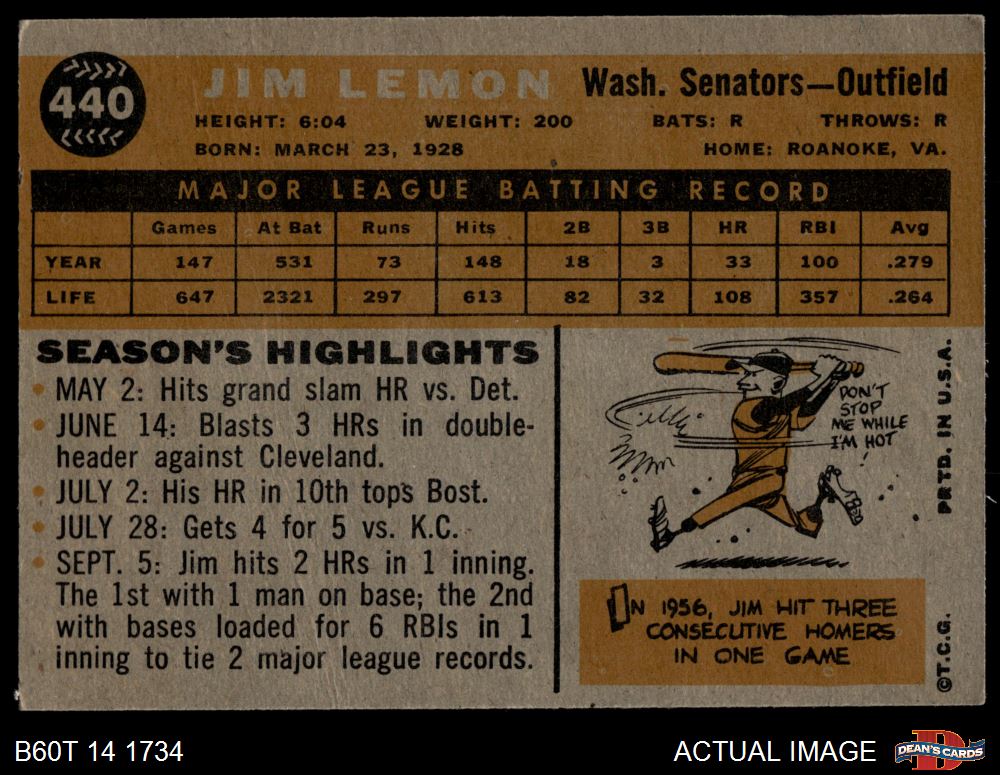 440
JIM LEMON Wash. Senators—Outfield
HEIGHT: 6:04 WEIGHT: 200 BATS: R THROWS: R
BORN: MARCH 23, 1928 HOME: ROANOKE, VA.
MAJOR LEAGUE BATTING RECORD
Games At Bat Runs Hits 2B 3B HR RBI Avg
YEAR 147 531 73 148 18 3 33 100 .279
LIFE 647 2321 297 613 82 32 108 357 .264
SEASON'S HIGHLIGHTS
• MAY 2: Hits grand slam HR vs. Det.
• JUNE 14: Blasts 3 HRs in double-
header against Cleveland.
• JULY 2: His HR in 10th tops Bost.
• JULY 28: Gets 4 for 5 vs. K.C.
• SEPT. 5: Jim hits 2 HRs in 1 inning.
The 1st with 1 man on base; the 2nd
with bases loaded for 6 RBIs in 1
inning to tie 2 major league records.
DON'T
STOP
ME WHILE
I'M HOT
!
IN 1956, JIM HIT THREE
CONSECUTIVE HOMERS
IN ONE GAME
PRTD. IN U.S.A.
©T.C.G.
B60T 14 1734
ACTUAL IMAGE
D
DEAN'S CARDS